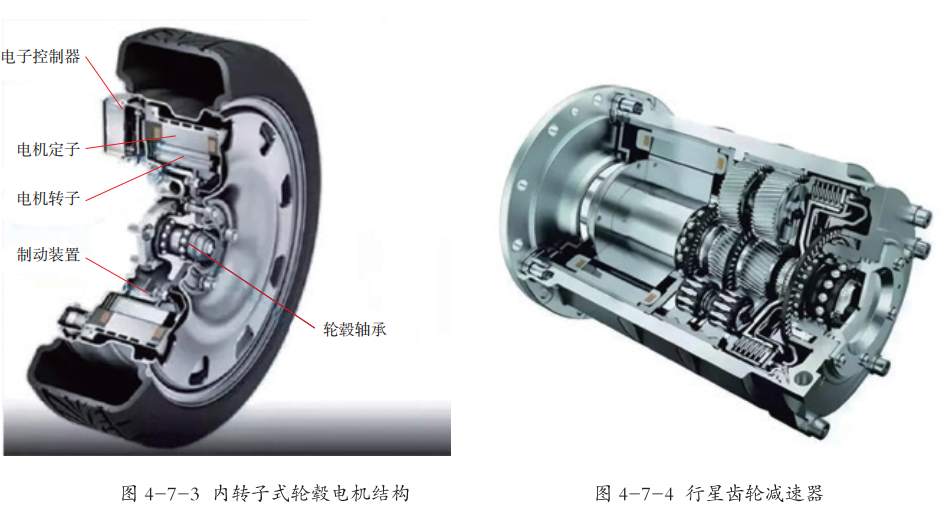 电子控制器
电机定子
电机转子
制动装置
轮毂轴承
图 4-7-3 内转子式轮毂电机结构
图 4-7-4 行星齿轮减速器